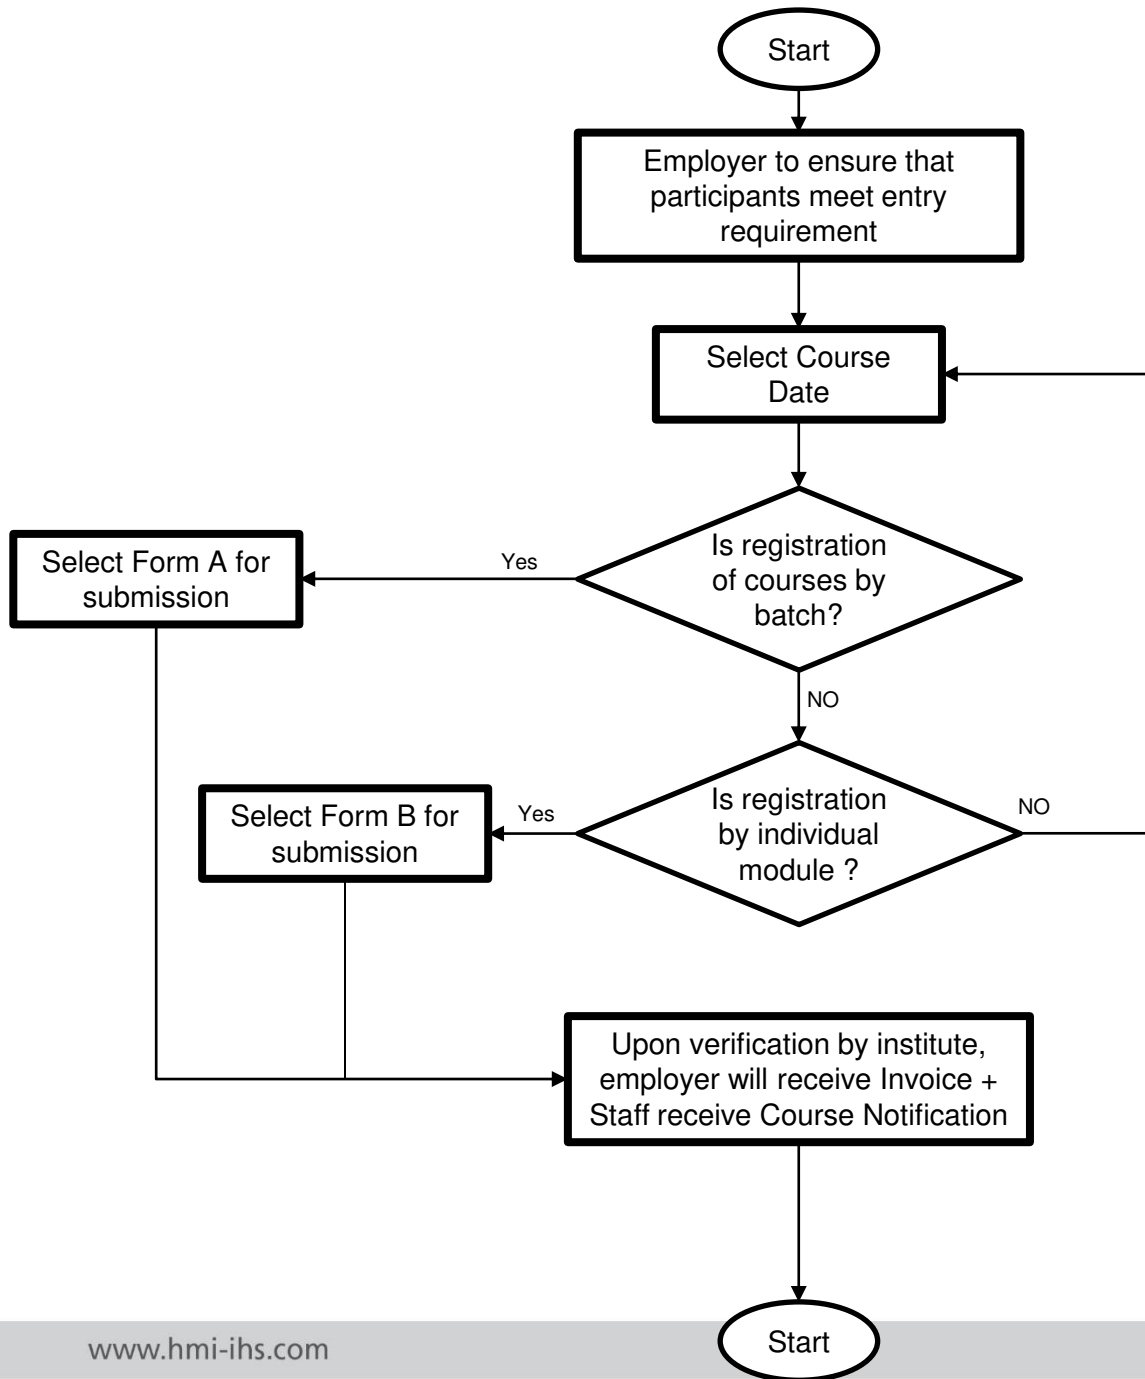 Start
Employer to ensure that
participants meet entry
requirement
Select Course
Date
Is registration
of courses by
batch?
Yes
Select Form A for
submission
NO
Is registration
by individual
module ?
Yes
NO
Select Form B for
submission
Upon verification by institute,
employer will receive Invoice +
Staff receive Course Notification
Start
www.hmi-ihs.com